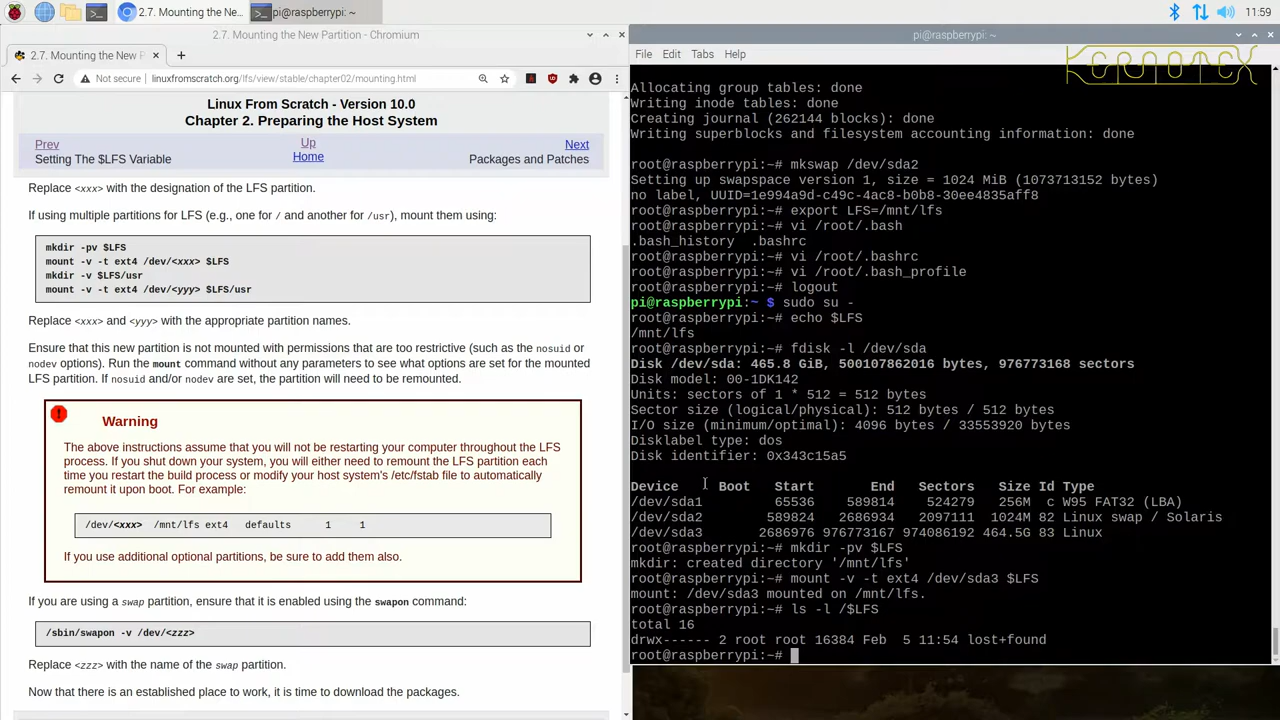 2.7. Mounting the Ne...
pi@raspberrypi: ~
11:59
2.7. Mounting the New Partition - Chromium
2.7. Mounting the New P
Not secure
linuxfromscratch.org/lfs/view/stable/chapter02/mounting.html
Linux From Scratch - Version 10.0
Chapter 2. Preparing the Host System
Prev
Up
Next
Setting The $LFS Variable
Home
Packages and Patches
Replace <xxx> with the designation of the LFS partition.
If using multiple partitions for LFS (e.g., one for / and another for /usr), mount them using:
mkdir -pv $LFS
mount -v -t ext4 /dev/<xxx> $LFS
mkdir -v $LFS/usr
mount -v -t ext4 /dev/<yyy> $LFS/usr
Replace <xxx> and <yyy> with the appropriate partition names.
Ensure that this new partition is not mounted with permissions that are too restrictive (such as the nosuid or
nodev options). Run the mount command without any parameters to see what options are set for the mounted
LFS partition. If nosuid and/or nodev are set, the partition will need to be remounted.
Warning
The above instructions assume that you will not be restarting your computer throughout the LFS
process. If you shut down your system, you will either need to remount the LFS partition each
time you restart the build process or modify your host system's /etc/fstab file to automatically
remount it upon boot. For example:
/dev/<xxx>  /mnt/lfs ext4   defaults      1     1
If you use additional optional partitions, be sure to add them also.
If you are using a swap partition, ensure that it is enabled using the swapon command:
/sbin/swapon -v /dev/<zzz>
Replace <zzz> with the name of the swap partition.
Now that there is an established place to work, it is time to download the packages.
pi@raspberrypi: ~
File Edit Tabs Help
KERNOTEX
Allocating group tables: done
Writing inode tables: done
Creating journal (262144 blocks): done
Writing superblocks and filesystem accounting information: done
root@raspberrypi:~# mkswap /dev/sda2
Setting up swapspace version 1, size = 1024 MiB (1073713152 bytes)
no label, UUID=1e994a9d-c49c-4ac8-b0b8-30ee4835aff8
root@raspberrypi:~# export LFS=/mnt/lfs
root@raspberrypi:~# vi /root/.bash
.bash_history  .bashrc
root@raspberrypi:~# vi /root/.bashrc
root@raspberrypi:~# vi /root/.bash_profile
root@raspberrypi:~# logout
pi@raspberrypi:~ $ sudo su -
root@raspberrypi:~# echo $LFS
/mnt/lfs
root@raspberrypi:~# fdisk -l /dev/sda
Disk /dev/sda: 465.8 GiB, 500107862016 bytes, 976773168 sectors
Disk model: 00-1DK142
Units: sectors of 1 * 512 = 512 bytes
Sector size (logical/physical): 512 bytes / 512 bytes
I/O size (minimum/optimal): 4096 bytes / 33553920 bytes
Disklabel type: dos
Disk identifier: 0x343c15a5
Device     Boot   Start       End   Sectors   Size Id Type
/dev/sda1         65536    589814    524279   256M  c W95 FAT32 (LBA)
/dev/sda2        589824   2686934   2097111  1024M 82 Linux swap / Solaris
/dev/sda3       2686976 976773167 974086192 464.5G 83 Linux
root@raspberrypi:~# mkdir -pv $LFS
mkdir: created directory '/mnt/lfs'
root@raspberrypi:~# mount -v -t ext4 /dev/sda3 $LFS
mount: /dev/sda3 mounted on /mnt/lfs.
root@raspberrypi:~# ls -l /$LFS
total 16
drwx------ 2 root root 16384 Feb  5 11:54 lost+found
root@raspberrypi:~#